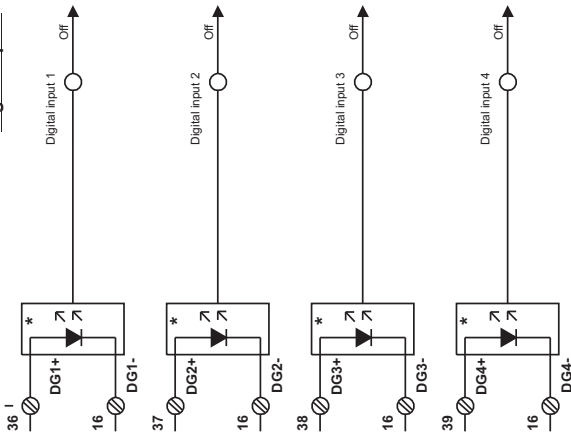 Off
Digital input 1
*
DG1+
DG1-
36
16
Off
Digital input 2
*
DG2+
DG2-
37
16
Off
Digital input 3
*
DG3+
DG3-
38
16
Off
Digital input 4
*
DG4+
DG4-
39
16